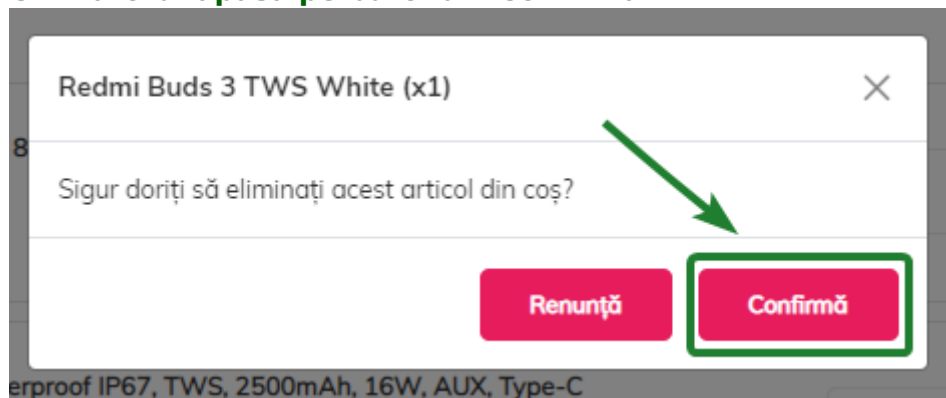 Redmi Buds 3 TWS White (x1)
8
Sigur doriți să eliminați acest articol din coș?
Renunță
Confirmă
erproof IP67, TWS, 2500mAh, 16W, AUX, Type-C